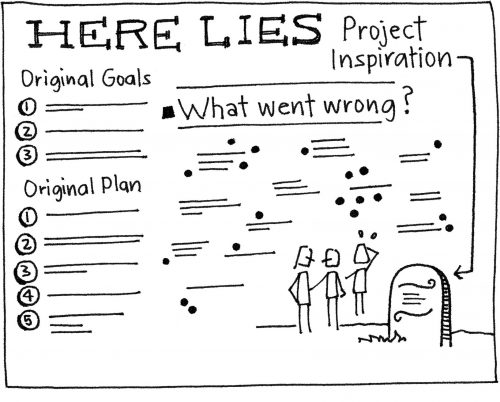 HERE LIES
Project
Inspiration
Original Goals
1
2
3
Original Plan
1
2
3
4
5
What went wrong?